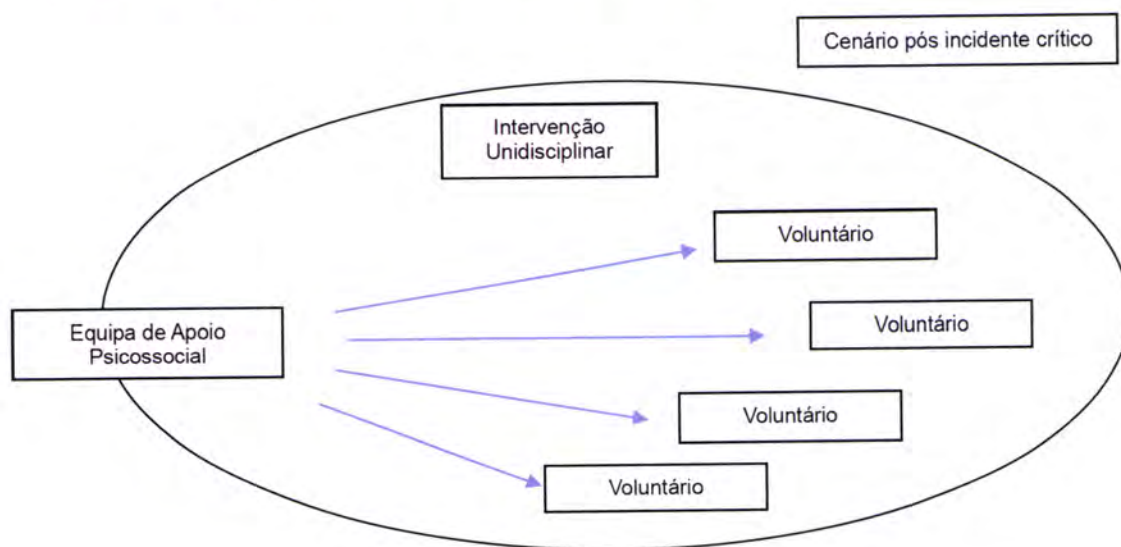 Cenário pós incidente crítico
Intervenção
Unidisciplinar
Voluntário
Voluntário
Equipa de Apoio
Psicossocial
Voluntário
Voluntário